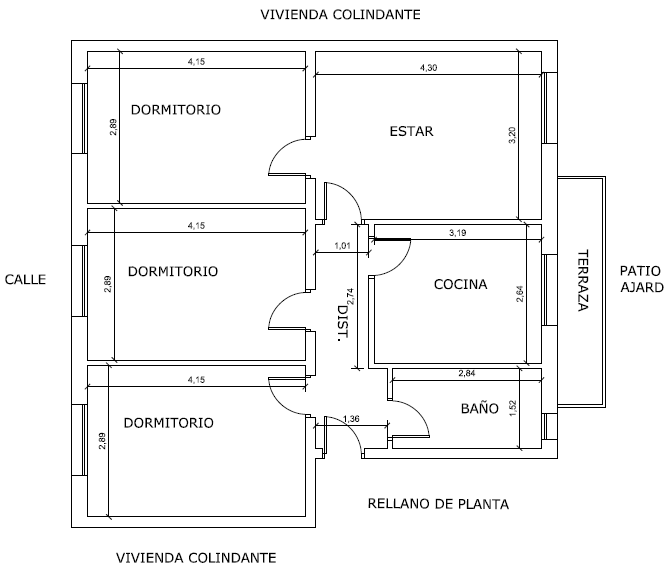 VIVIENDA COLINDANTE
4,15
4,30
DORMITORIO
2,89
ESTAR
3,20
4,15
3,19
1,01
DORMITORIO
2,89
CALLE
COCINA
2,64
TERRAZA
PATIO
AJARD
2,74
DIST.
4,15
2,84
DORMITORIO
2,89
1,36
BAÑO
1,52
RELLANO DE PLANTA
VIVIENDA COLINDANTE